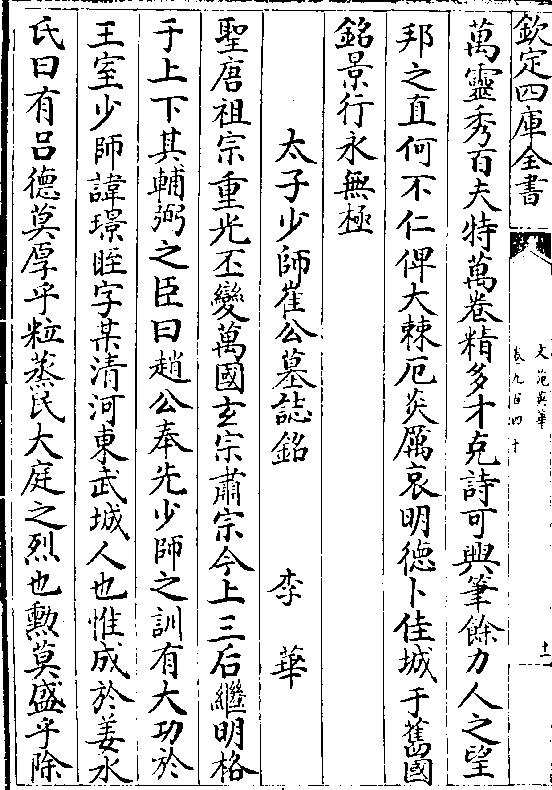 欽定四庫全書
文苑英華
卷九百四十
十一
萬靈秀百夫特萬卷精多才克詩可興筆餘力人之望
邦之直何不仁俾大棘厄炎厲哀明德卜佳城于舊國
銘景行永無極
太子少師崔公墓誌銘 李華
聖唐祖宗重光丕變萬國玄宗肅宗今上三后繼明格
于上下其輔弼之臣曰趙公奉先少師之訓有大功於
王室少師諱璟晊字某清河東武城人也惟成於姜水
氏曰有呂德莫厚乎粒蒸民大庭之烈也勲莫盛乎除